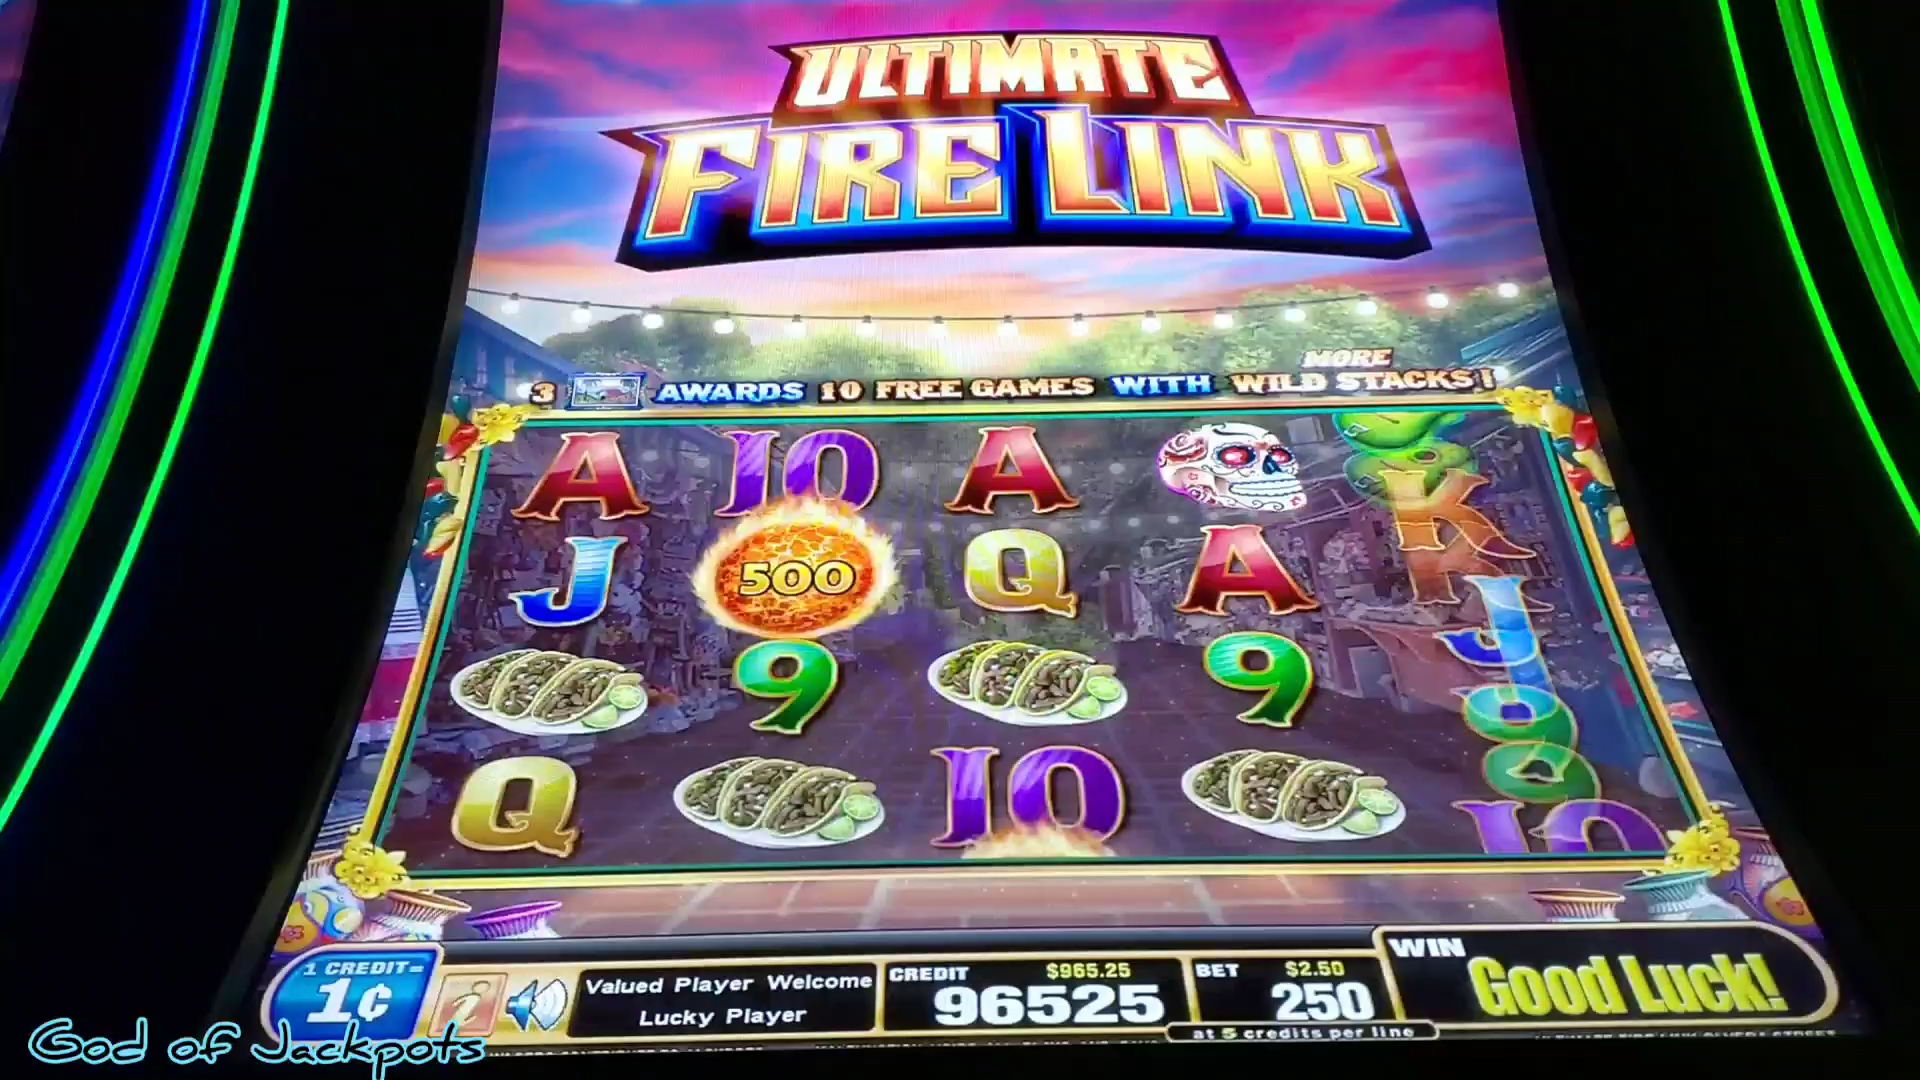 ULTIMATE
FIRE LINK
3 AWARDS 10 FREE GAMES WITH MORE WILD STACKS!
A 10 A K
J 500 Q A J
9 9 9
Q 10 10
1 CREDIT=
1¢
Valued Player Welcome
Lucky Player
CREDIT $965.25
96525
BET $2.50
250
at 5 credits per line
WIN
Good Luck!
God of Jackpots